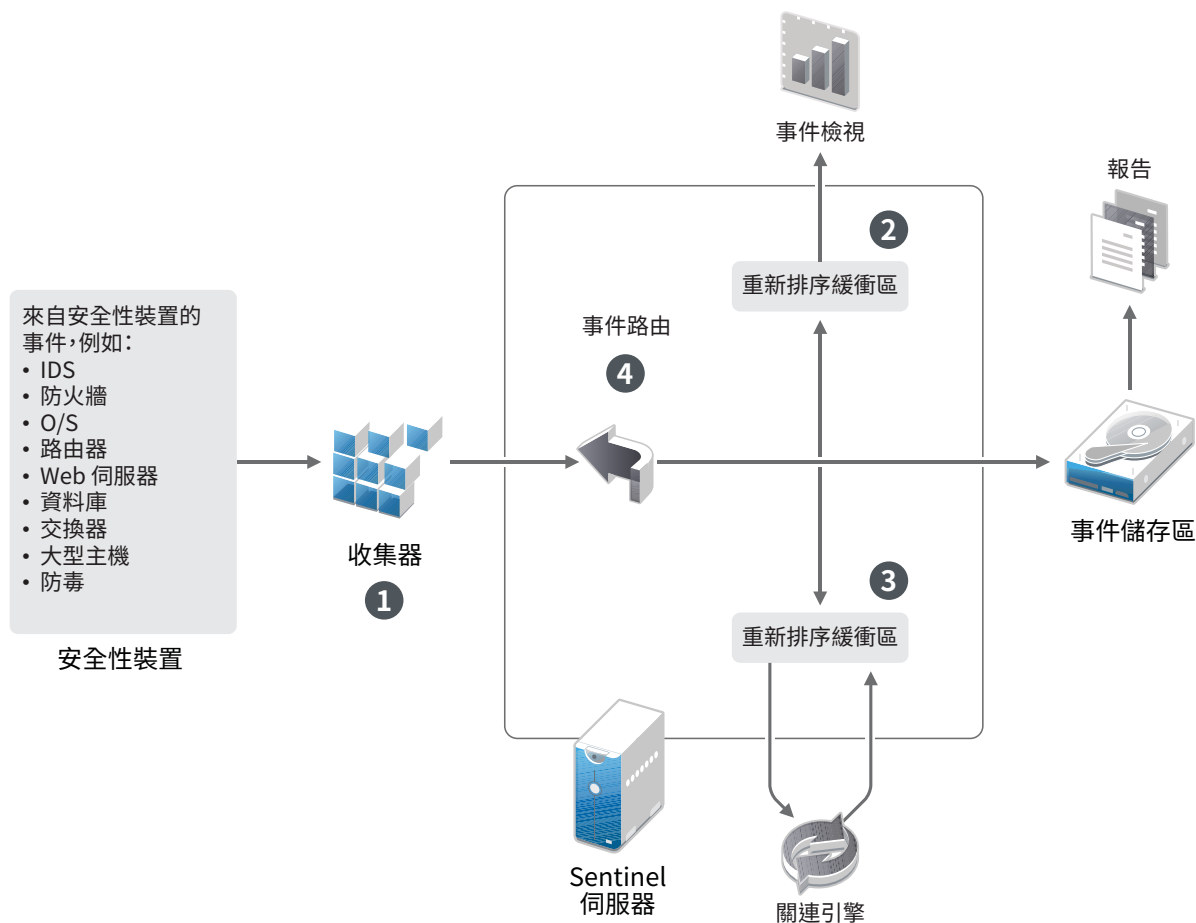 事件檢視
報告
2
重新排序緩衝區
事件路由
4
來自安全性裝置的
事件，例如：
• IDS
• 防火牆
• O/S
• 路由器
• Web 伺服器
• 資料庫
• 交換器
• 大型主機
• 防毒
安全性裝置
收集器
1
事件儲存區
3
重新排序緩衝區
Sentinel
伺服器
關連引擎